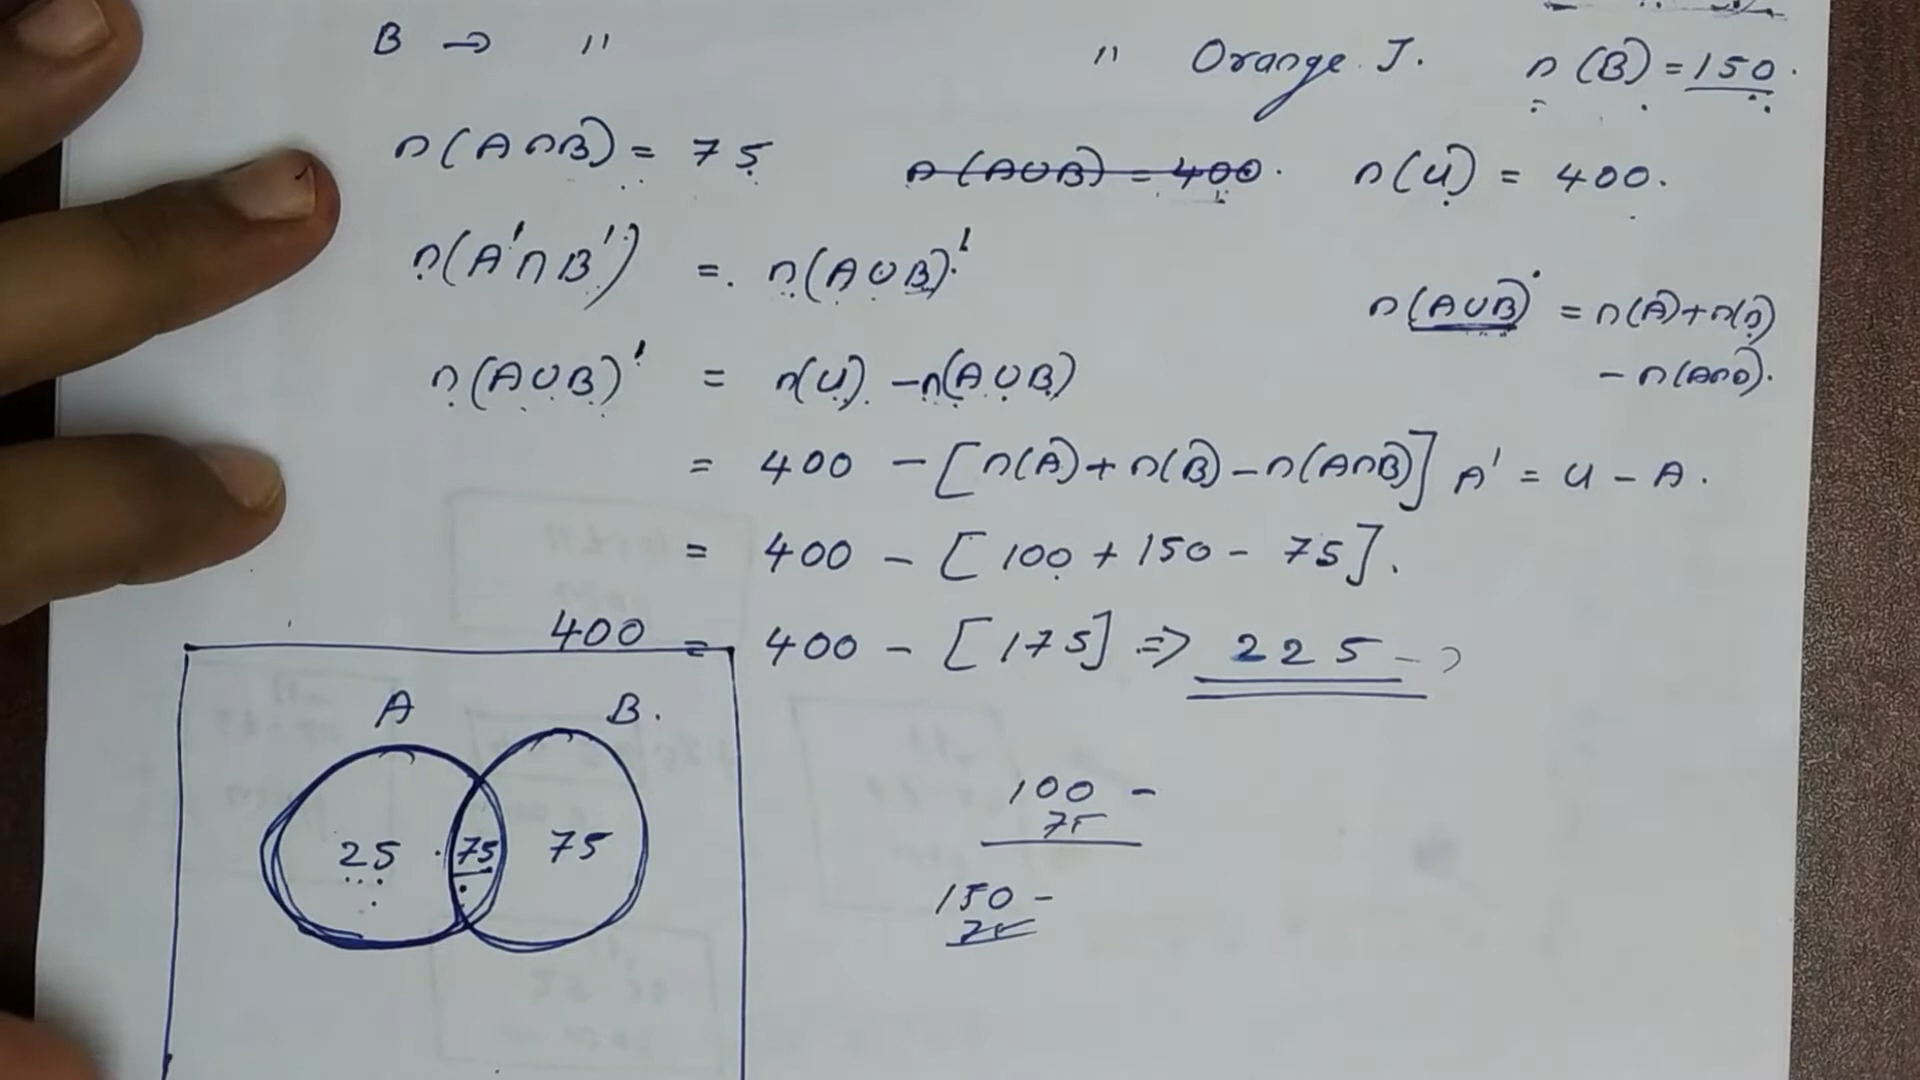 B → " " Orange J. n(B) = 150.
n(A∩B) = 75 n(A∪B) = 400. n(U) = 400.
n(A'∩B') = n(A∪B)'
n(A∪B) = n(A)+n(B)
- n(A∩B).
n(A∪B)' = n(U) - n(A∪B)
= 400 - [n(A)+n(B)-n(A∩B)] A' = U - A.
= 400 - [100 + 150 - 75].
= 400 - [175] => 225
400
A B.
25 75 75
100 -
75
150 -
75